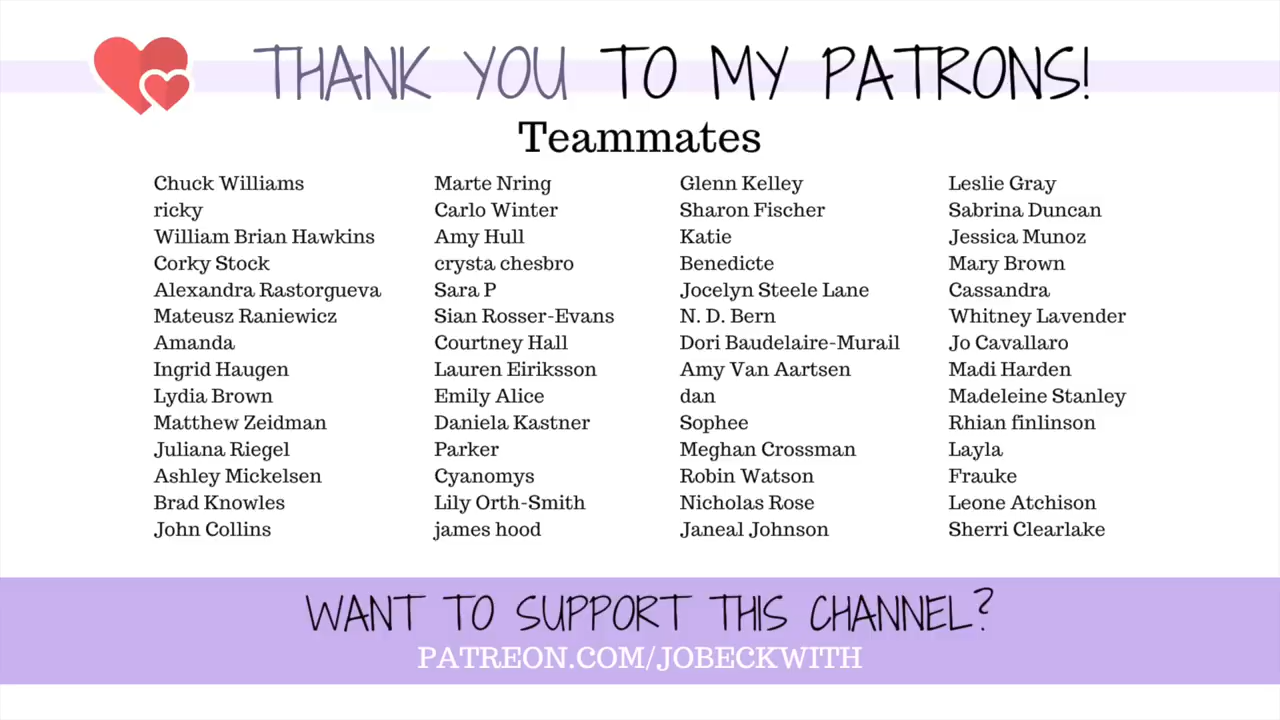 THANK YOU TO MY PATRONS!
Teammates
Chuck Williams
ricky
William Brian Hawkins
Corky Stock
Alexandra Rastorgueva
Mateusz Raniewicz
Amanda
Ingrid Haugen
Lydia Brown
Matthew Zeidman
Juliana Riegel
Ashley Mickelsen
Brad Knowles
John Collins
Marte Nring
Carlo Winter
Amy Hull
crysta chesbro
Sara P
Sian Rosser-Evans
Courtney Hall
Lauren Eiriksson
Emily Alice
Daniela Kastner
Parker
Cyanomys
Lily Orth-Smith
james hood
Glenn Kelley
Sharon Fischer
Katie
Benedicte
Jocelyn Steele Lane
N. D. Bern
Dori Baudelaire-Murail
Amy Van Aartsen
dan
Sophee
Meghan Crossman
Robin Watson
Nicholas Rose
Janeal Johnson
Leslie Gray
Sabrina Duncan
Jessica Munoz
Mary Brown
Cassandra
Whitney Lavender
Jo Cavallaro
Madi Harden
Madeleine Stanley
Rhian finlinson
Layla
Frauke
Leone Atchison
Sherri Clearlake
WANT TO SUPPORT THIS CHANNEL?
PATREON.COM/JOBECKWITH